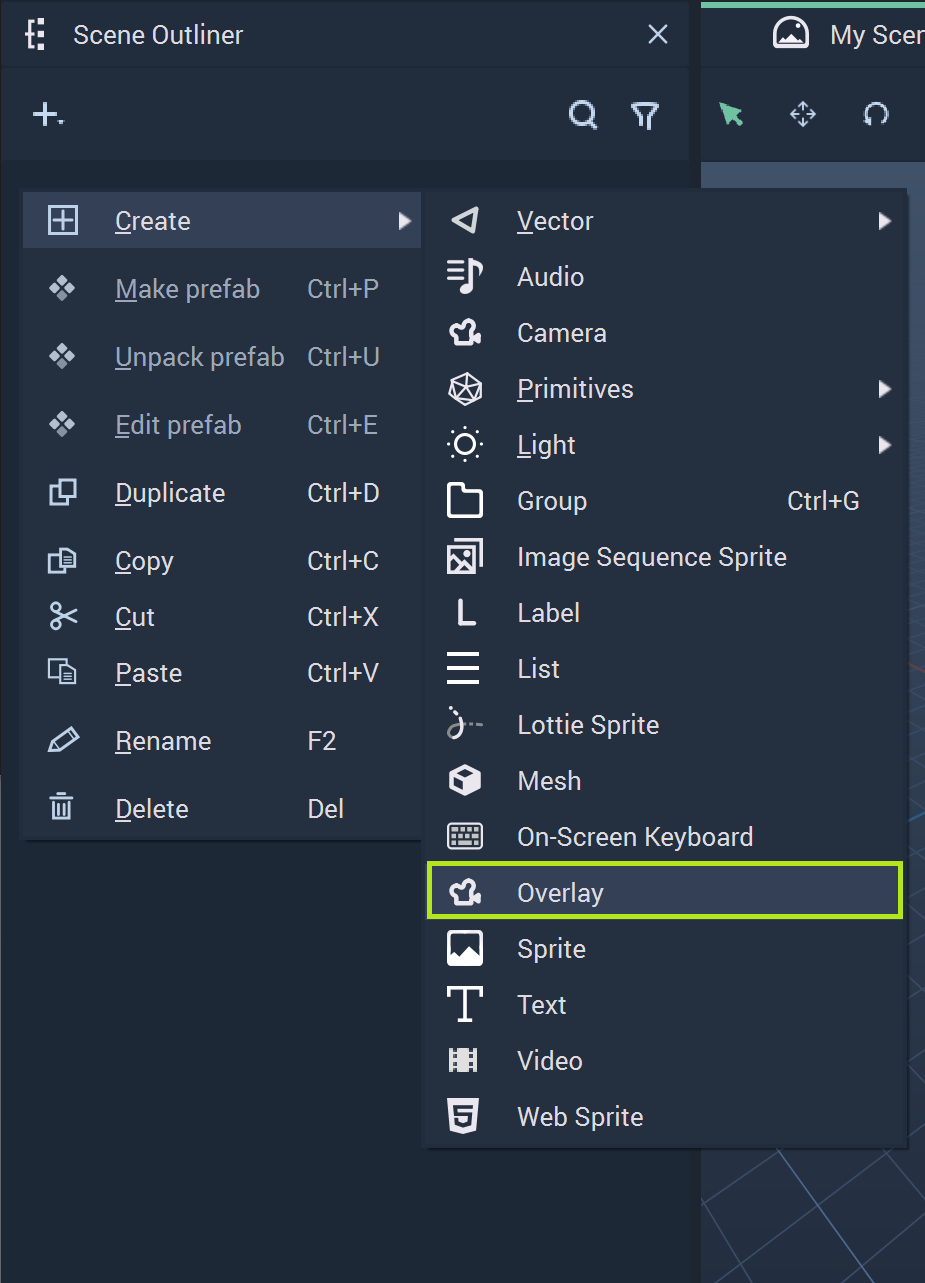 Scene Outliner
My Scen
Create
Make prefab Ctrl+P
Unpack prefab Ctrl+U
Edit prefab Ctrl+E
Duplicate Ctrl+D
Copy Ctrl+C
Cut Ctrl+X
Paste Ctrl+V
Rename F2
Delete Del
Vector
Audio
Camera
Primitives
Light
Group Ctrl+G
Image Sequence Sprite
Label
List
Lottie Sprite
Mesh
On-Screen Keyboard
Overlay
Sprite
Text
Video
Web Sprite